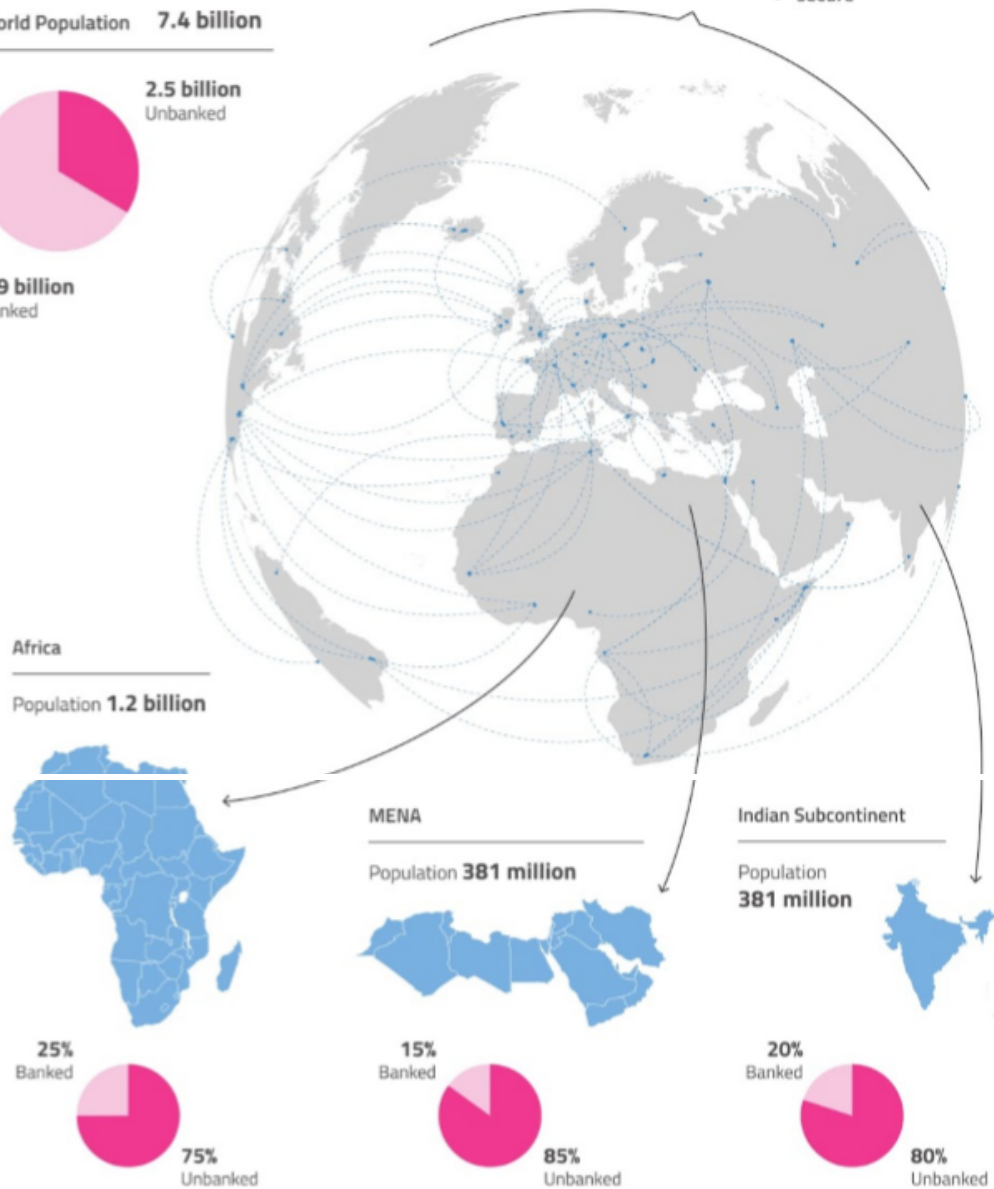 orld Population 7.4 billion
2.5 billion
Unbanked
9 billion
nked
Africa
Population 1.2 billion
MENA
Population 381 million
Indian Subcontinent
Population
381 million
25%
Banked
75%
Unbanked
15%
Banked
85%
Unbanked
20%
Banked
80%
Unbanked